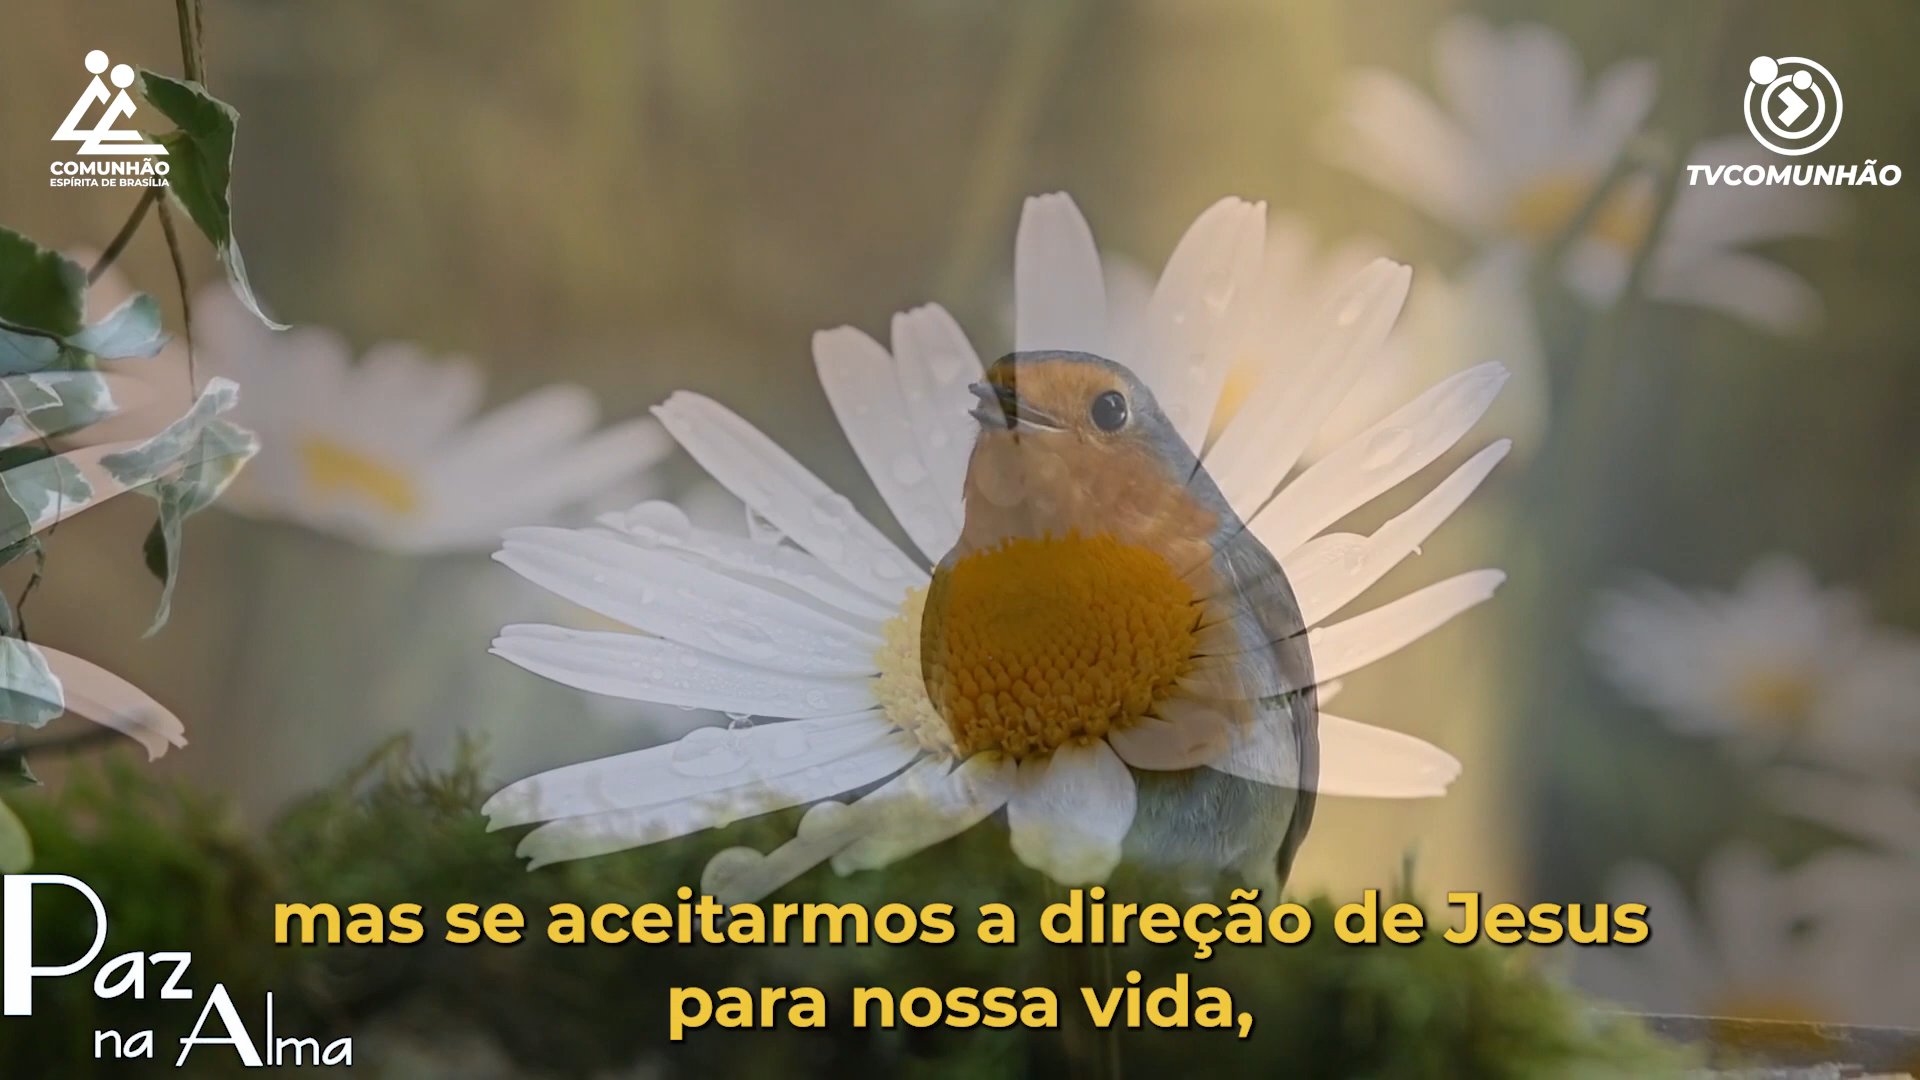 COMUNHÃO
ESPÍRITA DE BRASÍLIA
TVCOMUNHÃO
mas se aceitarmos a direção de Jesus
para nossa vida,
Paz
na Alma